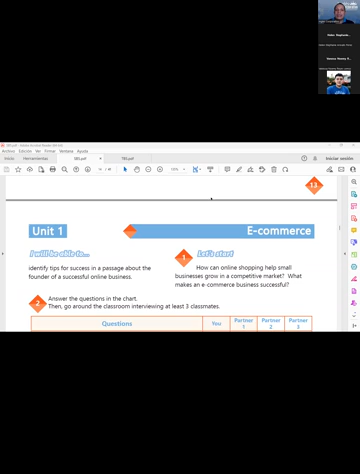 Archivo Edición Ver Firmar Ventana Ayuda
Inicio Herramientas
Iniciar sesión
13
Unit 1
E-commerce
I will be able to...
identify tips for success in a passage about the
founder of a successful online business.
1
Let's start
How can online shopping help small
businesses grow in a competitive market? What
makes an e-commerce business successful?
2
Answer the questions in the chart.
Then, go around the classroom interviewing at least 3 classmates.
Questions
You
Partner
1
Partner
2
Partner
3